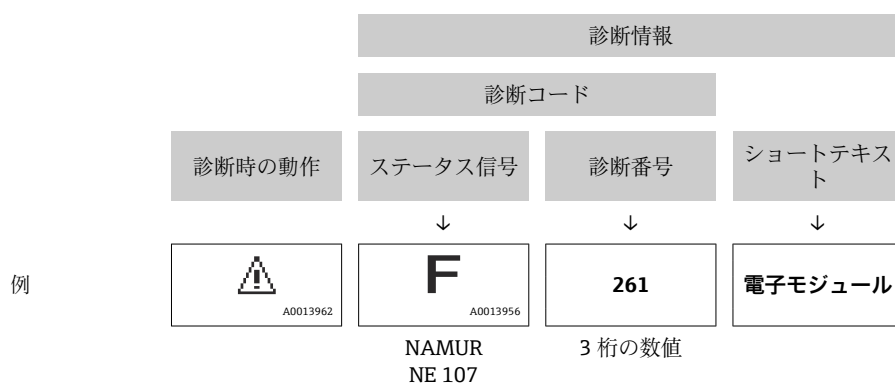 診断情報
診断コード
診断時の動作
ステータス信号
診断番号
ショートテキス
ト
↓
↓
↓
例
A0013962
F
A0013956
261
電子モジュール
NAMUR
NE 107
3 桁の数値